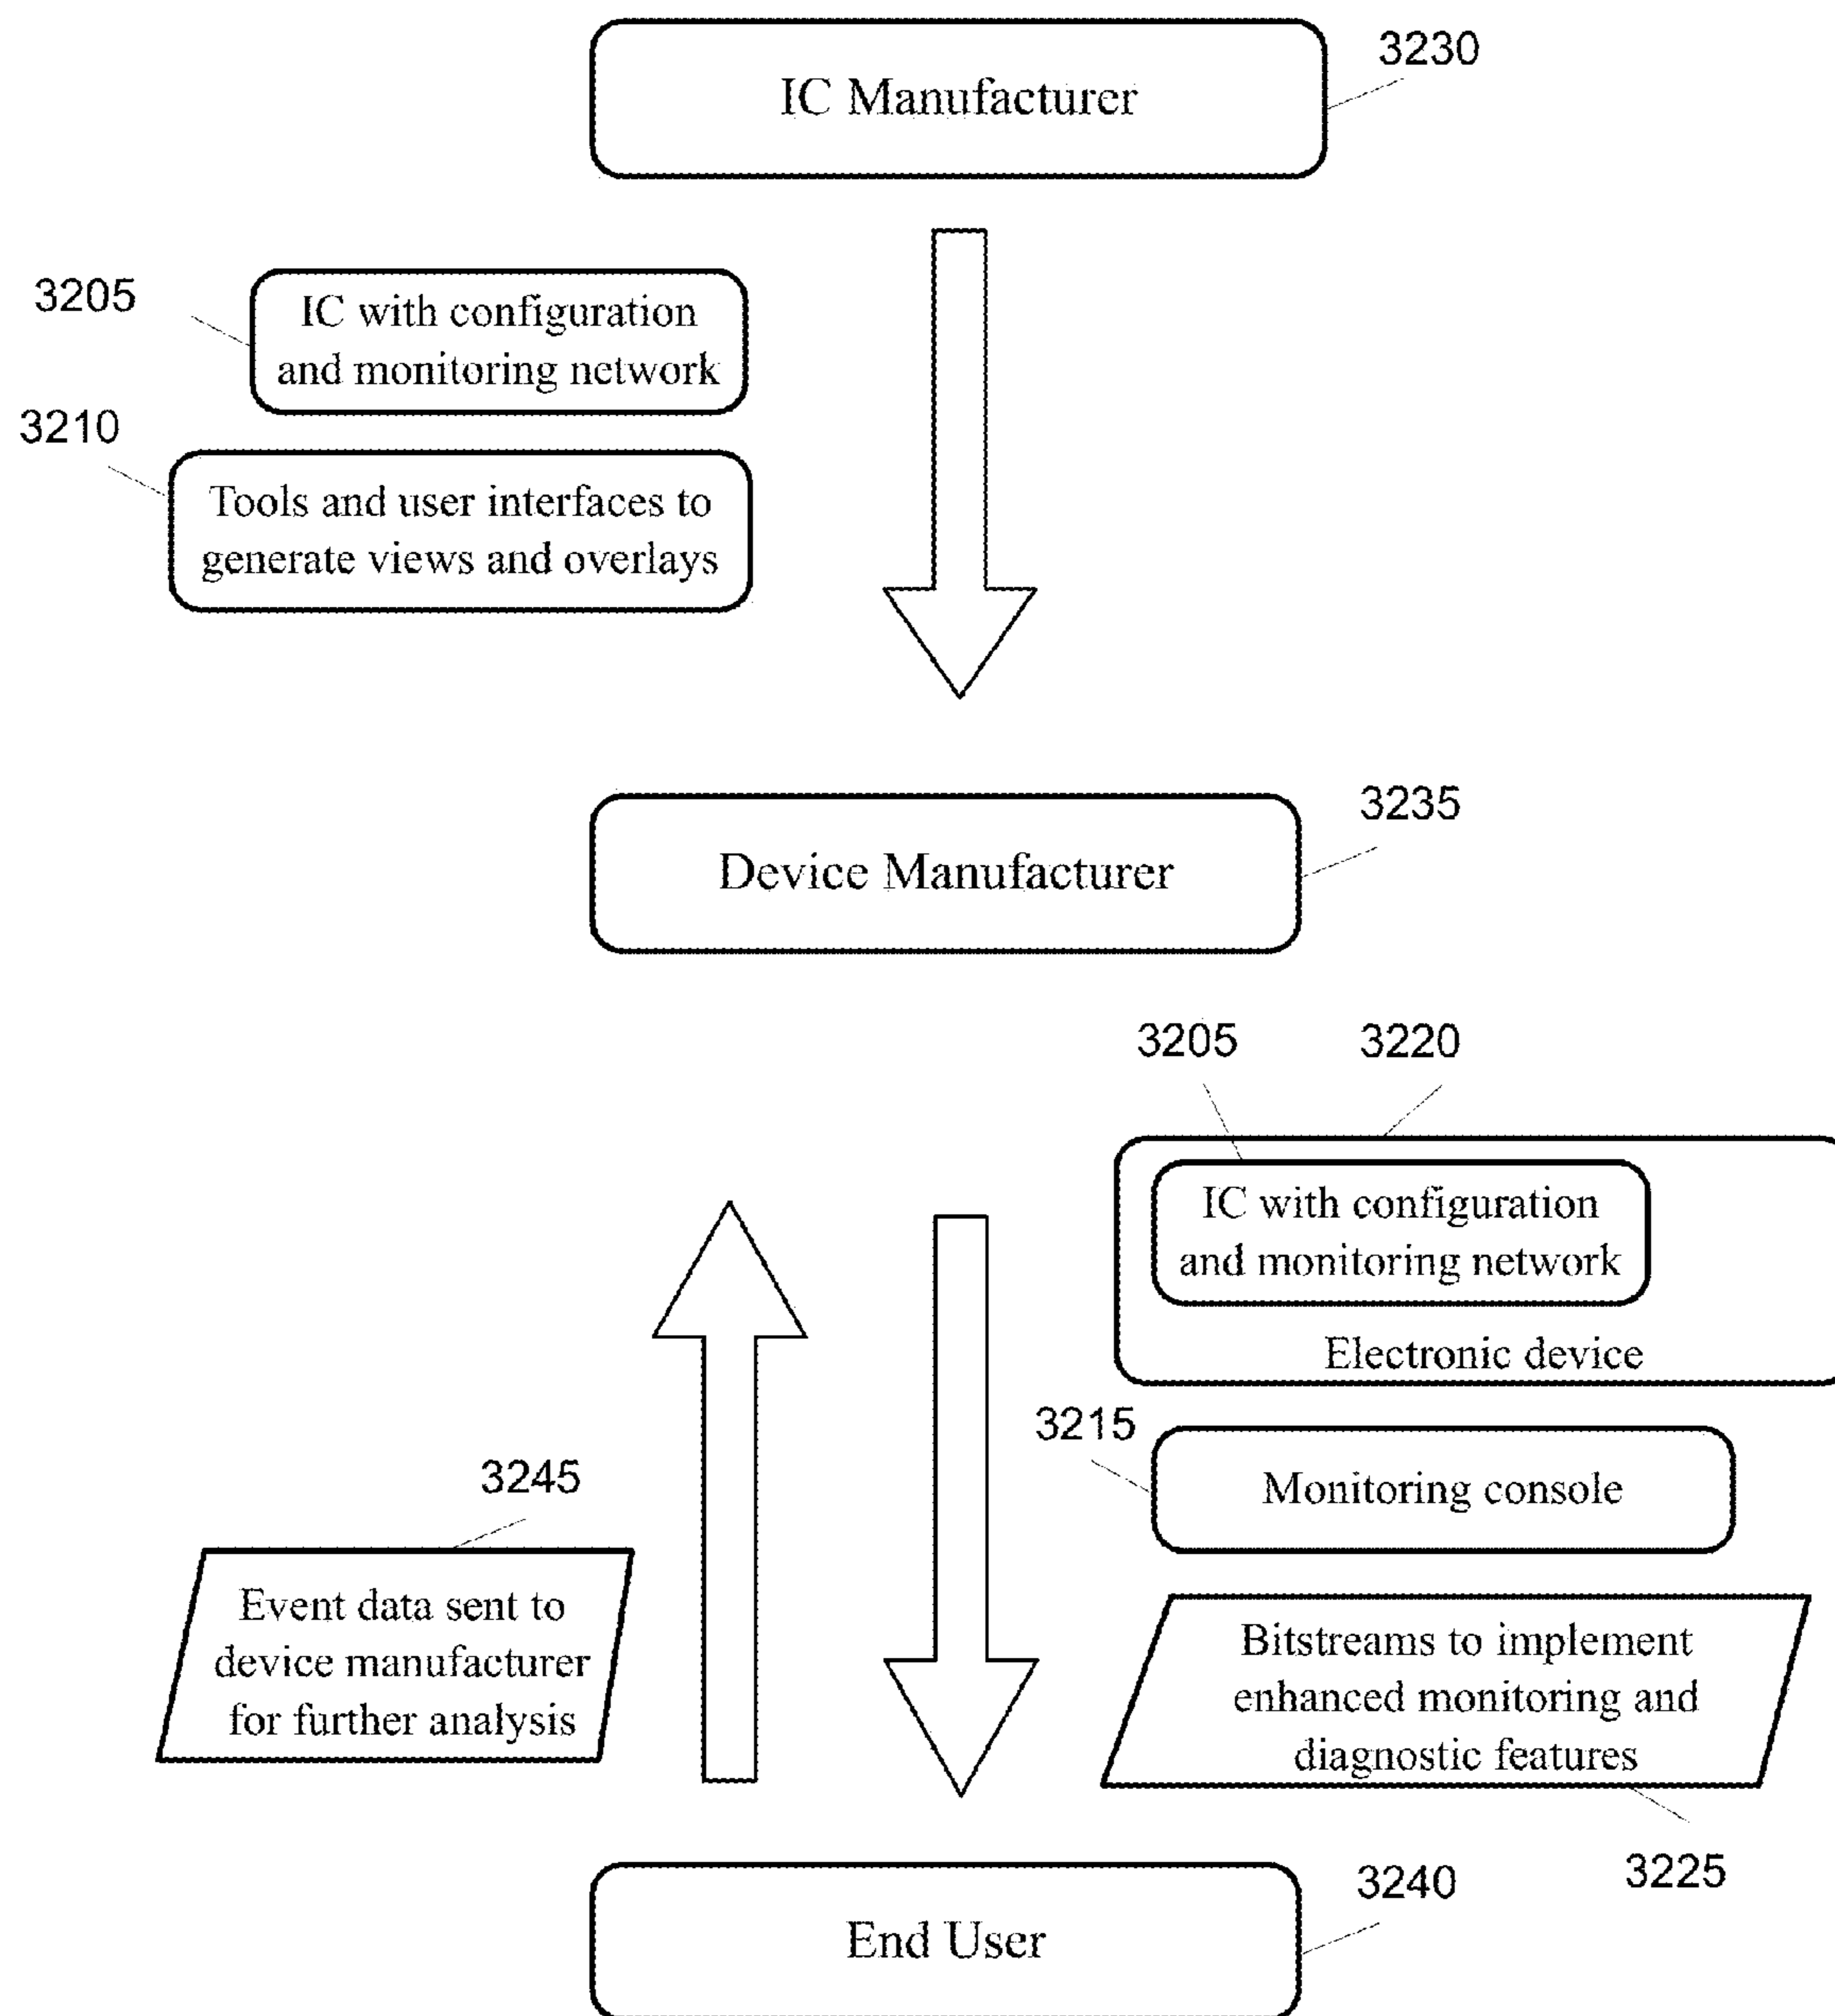 IC Manufacturer
3230
3205
IC with configuration
and monitoring network
3210
Tools and user interfaces to
generate views and overlays
Device Manufacturer
3235
3205
3220
IC with configuration
and monitoring network
Electronic device
3215
Monitoring console
3245
Event data sent to
device manufacturer
for further analysis
Bitstreams to implement
enhanced monitoring and
diagnostic features
3225
End User
3240